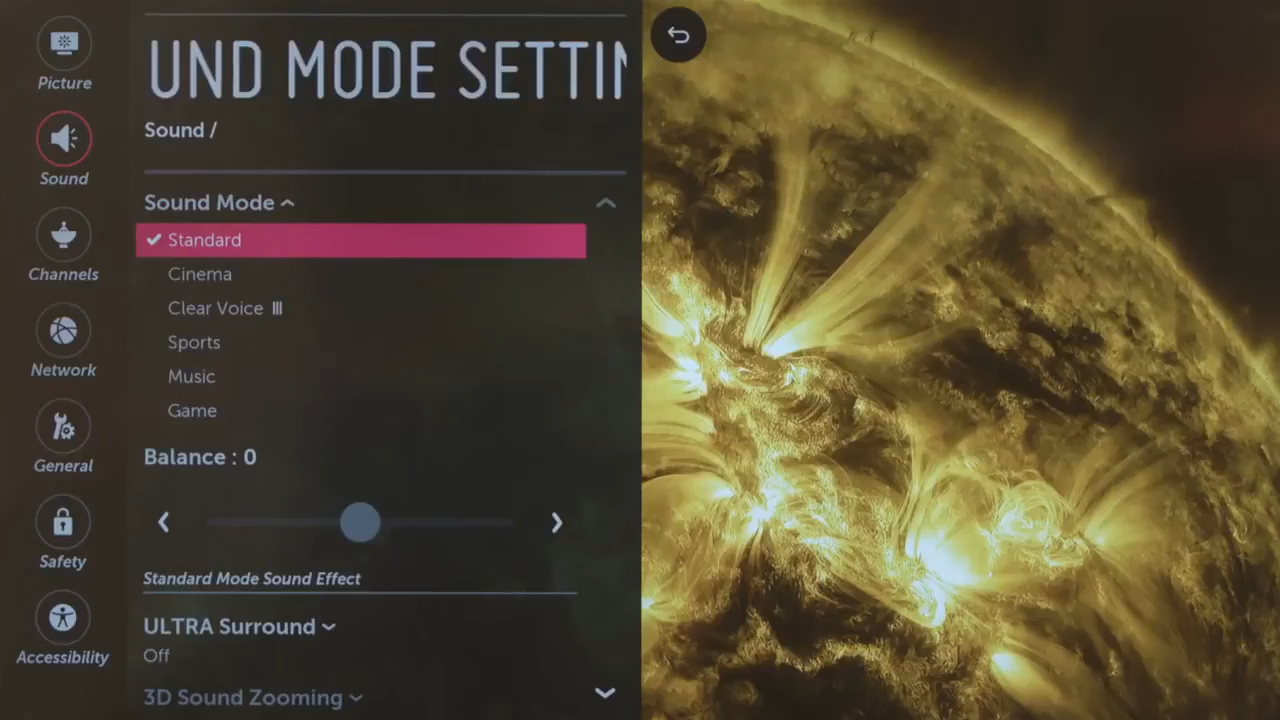 UND MODE SETTIN
Sound /
Picture
Sound
Channels
Network
General
Safety
Accessibility
Sound Mode
Standard
Cinema
Clear Voice III
Sports
Music
Game
Balance : 0
Standard Mode Sound Effect
ULTRA Surround
Off
3D Sound Zooming